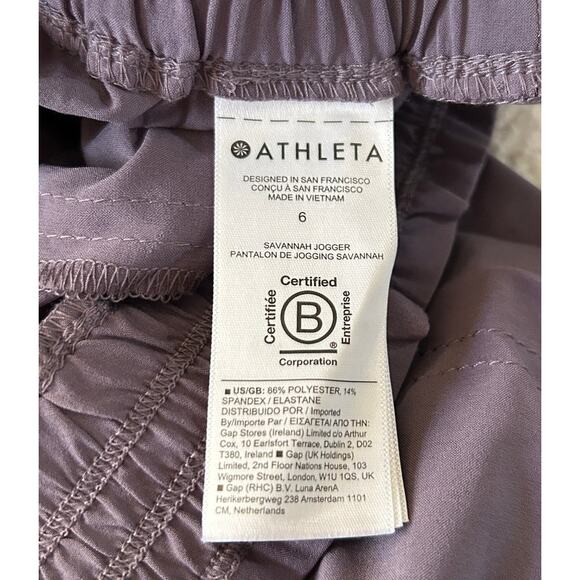 ATHLETA
DESIGNED IN SAN FRANCISCO
CONÇU À SAN FRANCISCO
MADE IN VIETNAM
6
SAVANNAH JOGGER
PANTALON DE JOGGING SAVANNAH
Certified
Certifiée
B
Entreprise
®
Corporation
■ US/GB: 86% POLYESTER, 14%
SPANDEX / ELASTANE
DISTRIBUIDO POR / Imported
By/Importe Par / ΕΙΣΑΓΕΤΑΙ ΑΠΟ ΤΗΝ:
Gap Stores (Ireland) Limited c/o Arthur
Cox, 10 Earlsfort Terrace, Dublin 2, D02
T380, Ireland ■ Gap (UK Holdings)
Limited, 2nd Floor Nations House, 103
Wigmore Street, London, W1U 1QS, UK
■ Gap (RHC) B.V. Luna ArenA
Herikerbergweg 238 Amsterdam 1101
CM, Netherlands